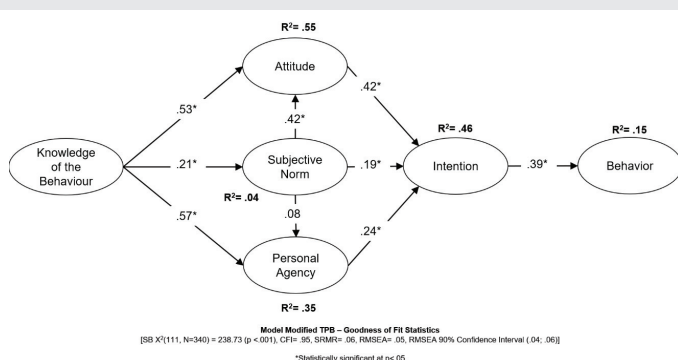 R²= .55
Attitude
.53*
.42*
.42*
R²= .46
R²= .15
Knowledge
of the
Behaviour
.21*
Subjective
Norm
.19*
Intention
.39*
Behavior
R²= .04
.57*
.08
.24*
Personal
Agency
R²= .35
Model Modified TPB – Goodness of Fit Statistics
[SB X²(111, N=340) = 238.73 (p <.001), CFI= .95, SRMR= .06, RMSEA= .05, RMSEA 90% Confidence Interval (.04; .06)]
*Statistically significant at p<.05